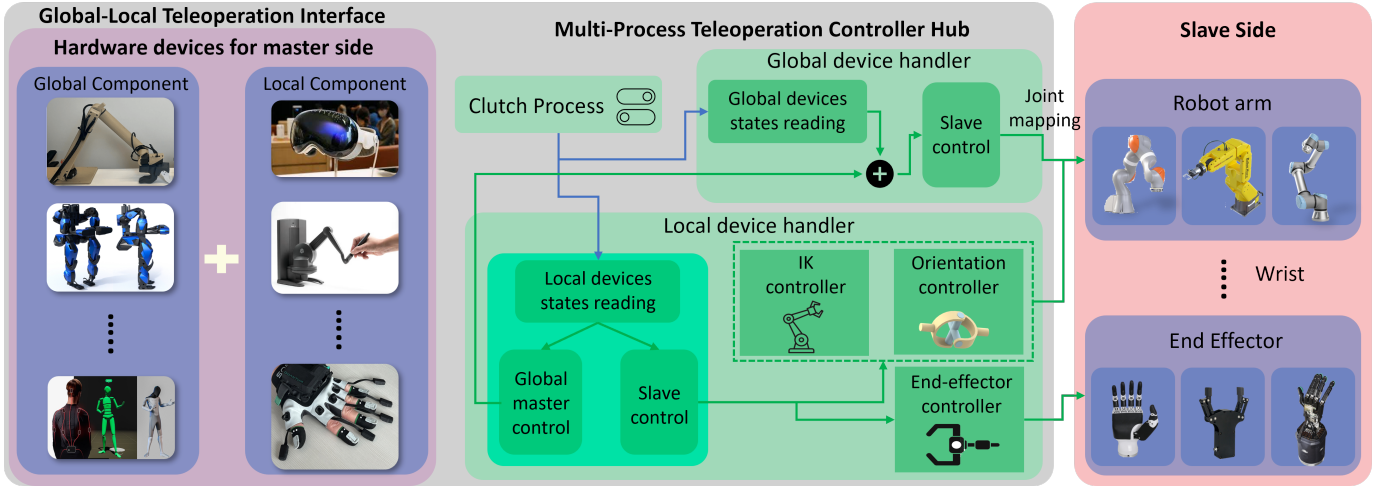 Global-Local Teleoperation Interface
Hardware devices for master side
Global Component
Local Component
Multi-Process Teleoperation Controller Hub
Clutch Process
Global device handler
Global devices
states reading
Slave
control
Joint
mapping
Local device handler
Local devices
states reading
Global
master
control
Slave
control
IK
controller
Orientation
controller
End-effector
controller
Slave Side
Robot arm
Wrist
End Effector